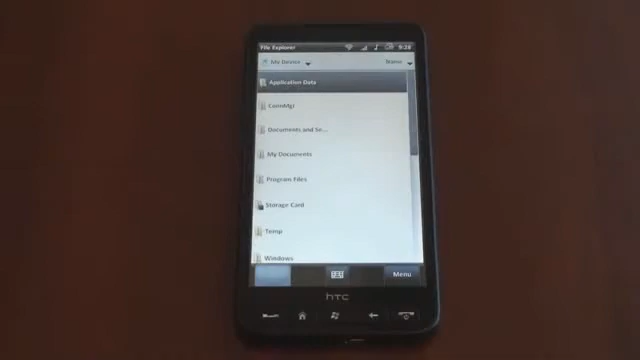 File Explorer 9:28
My Device Name
Application Data
ConnMgr
Documents and Se...
My Documents
Program Files
Storage Card
Temp
Windows
Menu
hTC